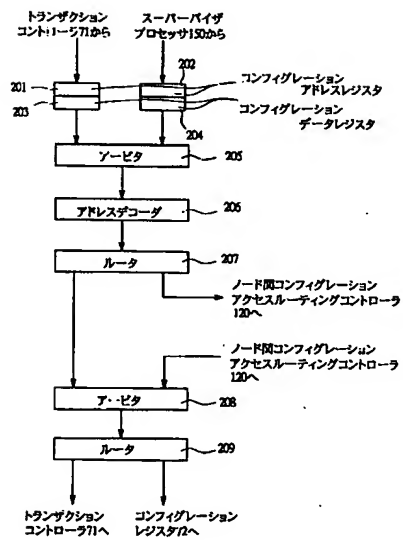 トランザクション
コントローラ71から
スーパーバイザ
プロセッサ150から
202
201
コンフィグレーション
アドレスレジスタ
203
204
コンフィグレーション
データレジスタ
アービタ
205
アドレスデコーダ
206
ルータ
207
ノード間コンフィグレーション
アクセスルーティングコントローラ
120へ
ノード間コンフィグレーション
アクセスルーティングコントローラ
120へ
アービタ
208
ルータ
209
トランザクション
コントローラ71へ
コンフィグレーション
レジスタ72へ